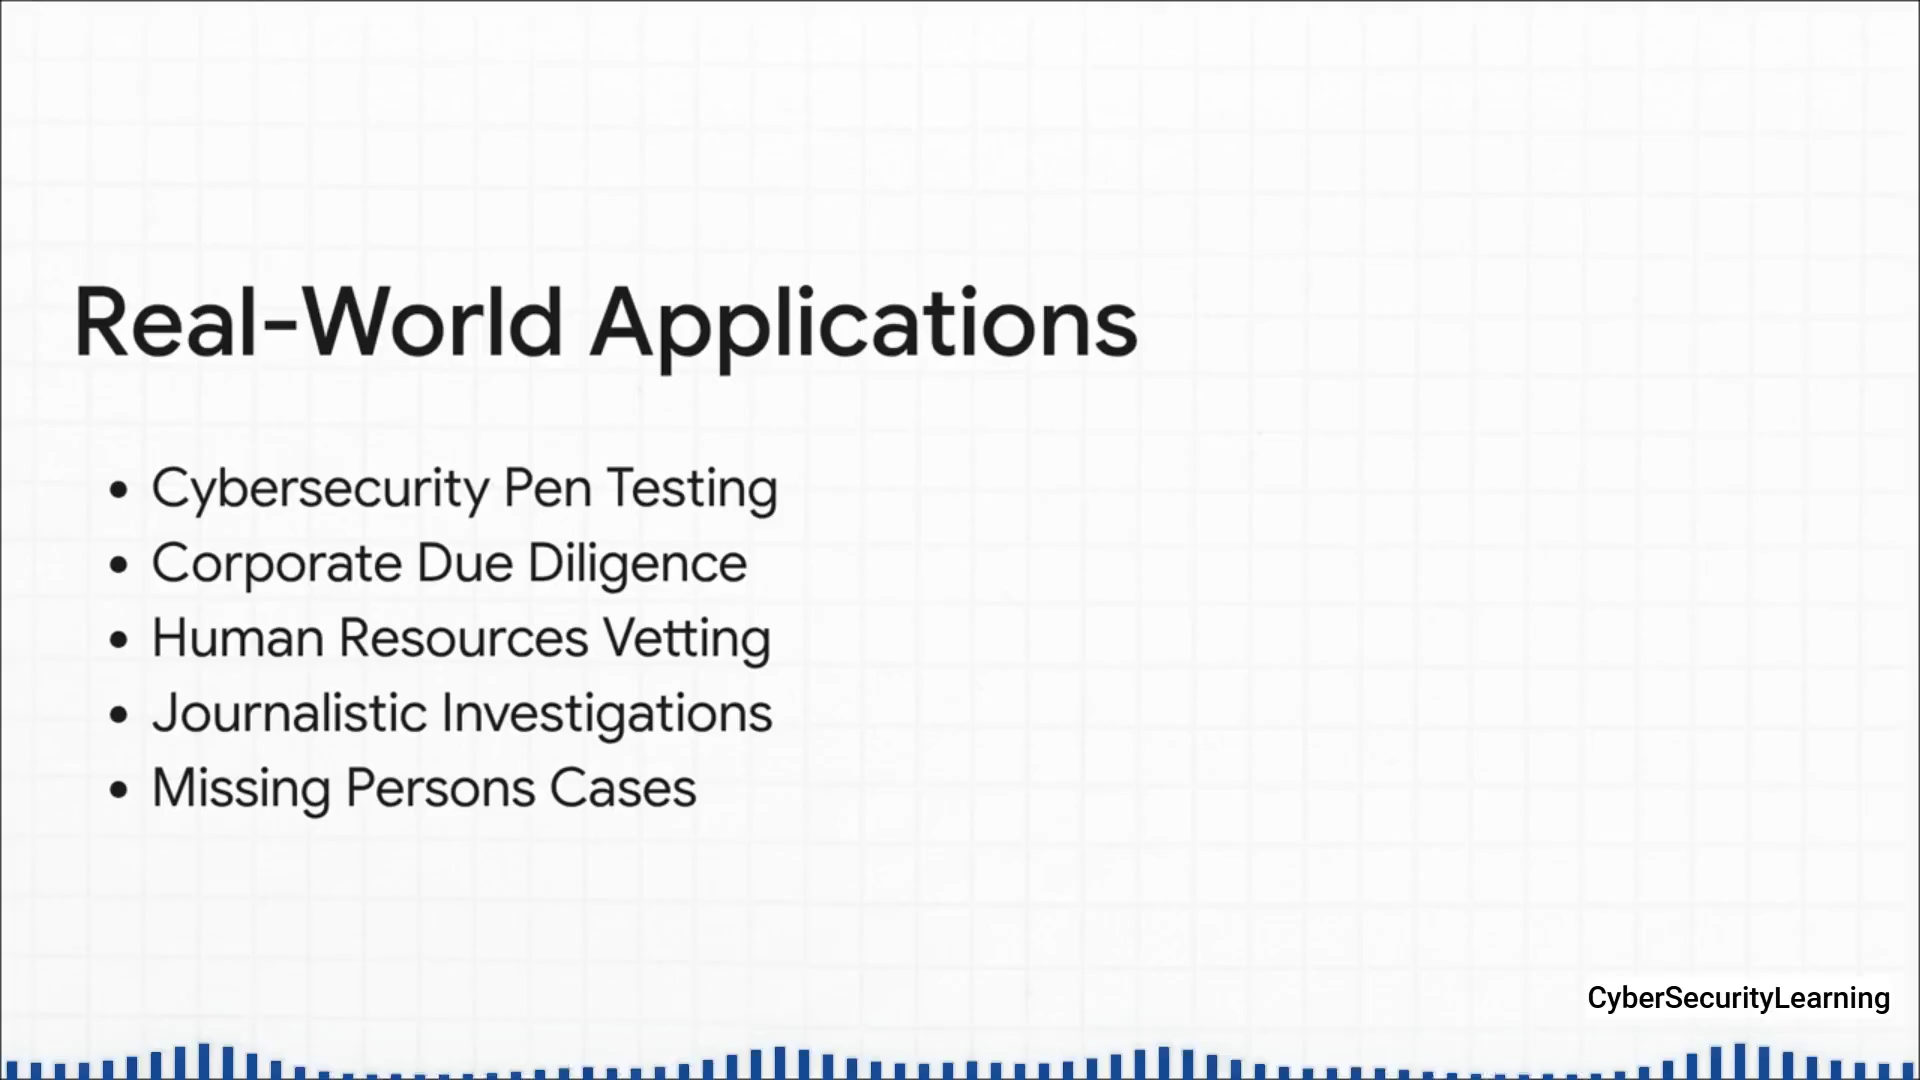 Real-World Applications
• Cybersecurity Pen Testing
• Corporate Due Diligence
• Human Resources Vetting
• Journalistic Investigations
• Missing Persons Cases
CyberSecurityLearning